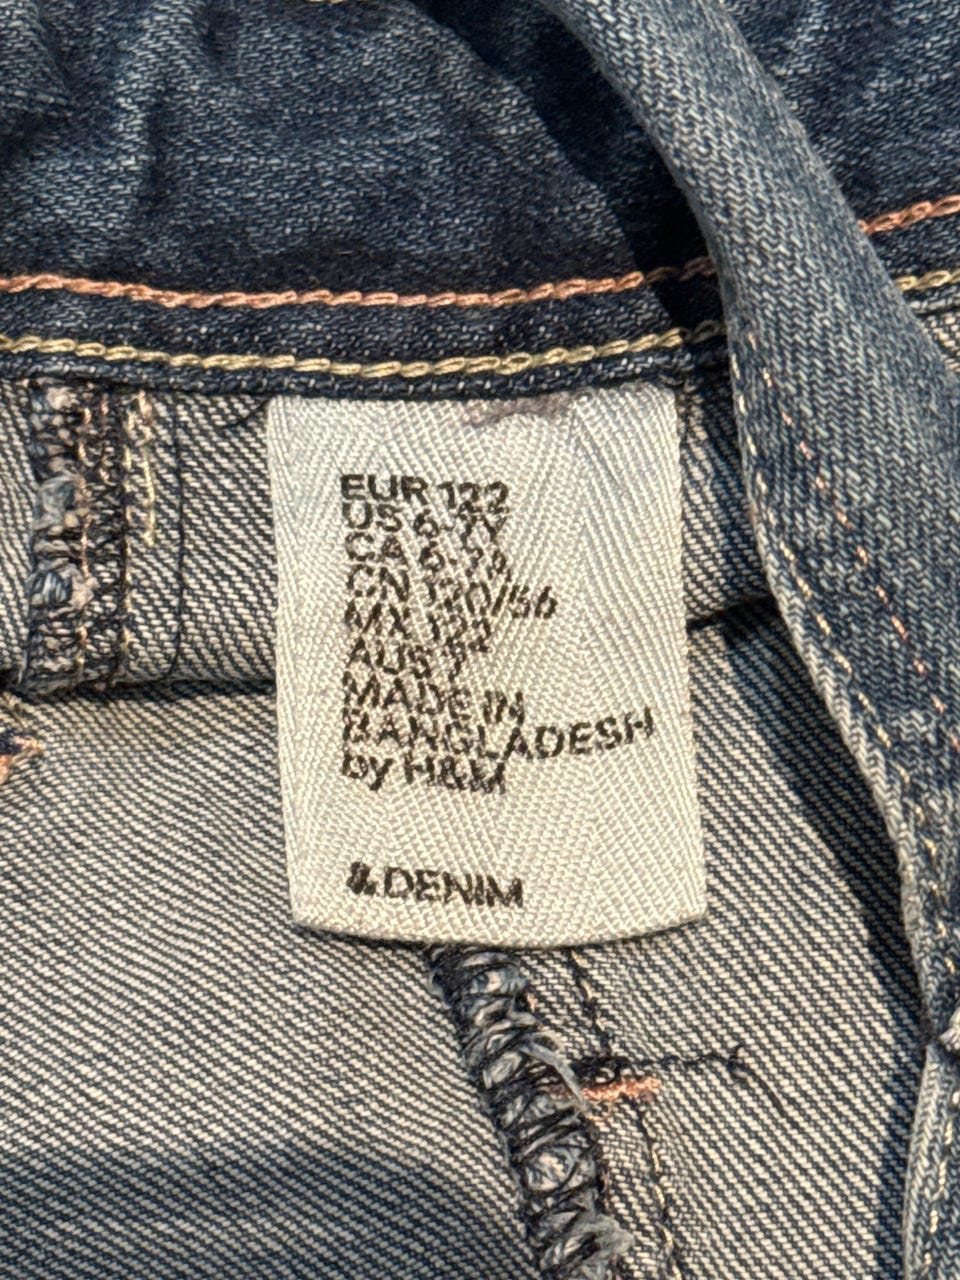 EUR 122
US 6-7Y
CA 6-7Y
CN 120/56
MX 122
AUS 7
MADE IN
BANGLADESH
by H&M
&DENIM